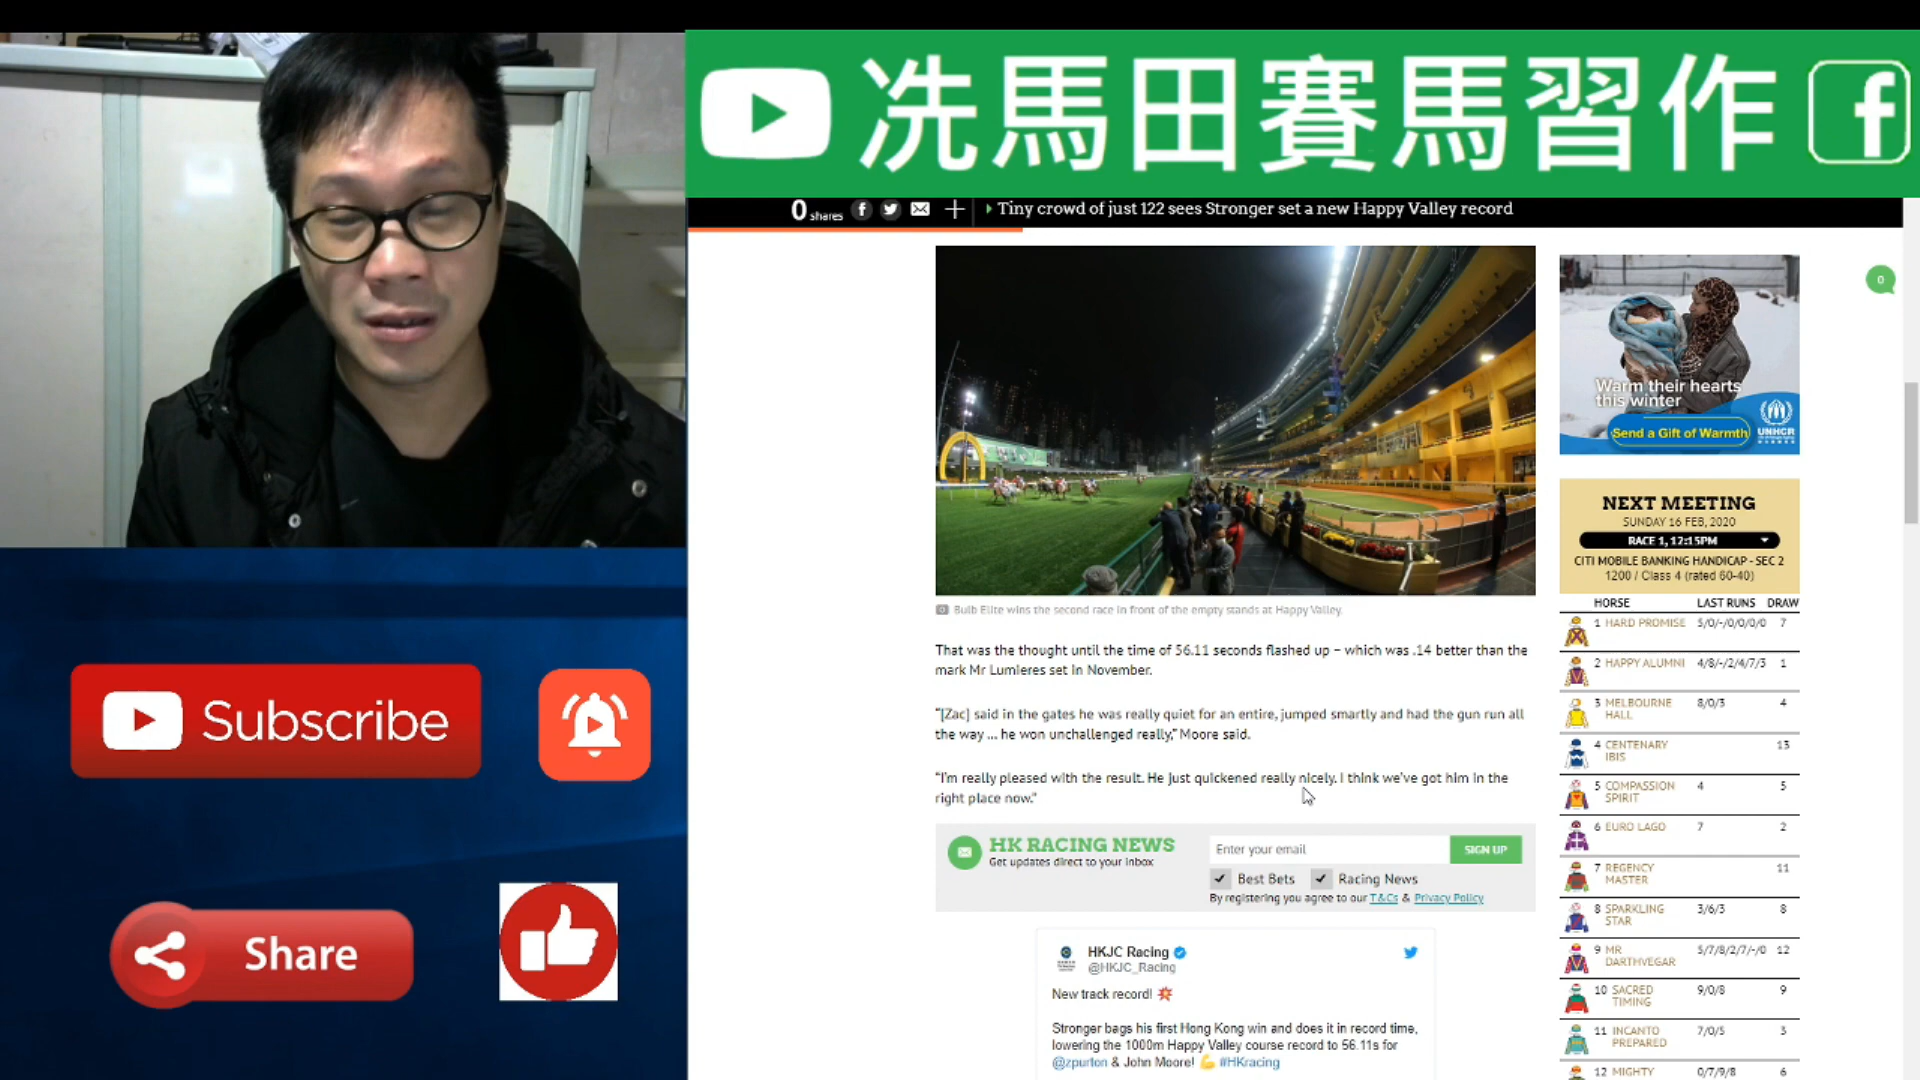 冼馬田賽馬習作
f
0 shares
Tiny crowd of just 122 sees Stronger set a new Happy Valley record
Bulb Elite wins the second race in front of the empty stands at Happy Valley.
That was the thought until the time of 56.11 seconds flashed up – which was .14 better than the
mark Mr Lumieres set in November.
“[Zac] said in the gates he was really quiet for an entire, jumped smartly and had the gun run all
the way … he won unchallenged really,” Moore said.
“I’m really pleased with the result. He just quickened really nicely. I think we’ve got him in the
right place now.”
HK RACING NEWS
Get updates direct to your inbox
Enter your email
SIGN UP
Best Bets
Racing News
By registering you agree to our T&Cs & Privacy Policy
HKJC Racing
@HKJC_Racing
New track record! 💥
Stronger bags his first Hong Kong win and does it in record time,
lowering the 1000m Happy Valley course record to 56.11s for
@zpurton & John Moore! 💪 #HKracing
Warm their hearts
this winter
Send a Gift of Warmth
UNHCR
0
NEXT MEETING
SUNDAY 16 FEB, 2020
RACE 1, 12:15PM
CITI MOBILE BANKING HANDICAP - SEC 2
1200 / Class 4 (rated 60-40)
HORSE LAST RUNS DRAW
1 HARD PROMISE 5/0/-/0/0/0/0 7
2 HAPPY ALUMNI 4/8/-/2/4/7/3 1
3 MELBOURNE HALL 8/0/3 4
4 CENTENARY IBIS 13
5 COMPASSION SPIRIT 4 5
6 EURO LAGO 7 2
7 REGENCY MASTER 11
8 SPARKLING STAR 3/6/3 8
9 MR DARTHVEGAR 5/7/8/2/7/-/0 12
10 SACRED TIMING 9/0/8 9
11 INCANTO PREPARED 7/0/5 3
12 MIGHTY 0/7/9/8 6
Subscribe
Share